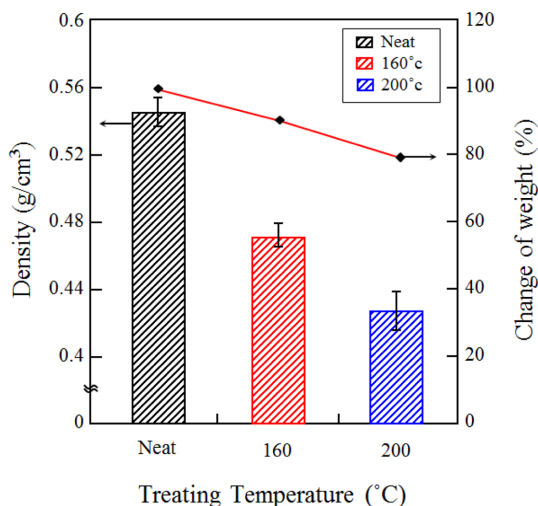 0.6
0.56
0.52
0.48
0.44
0.4
0
Density (g/cm³)
120
100
80
60
40
20
0
Change of weight (%)
Neat
160˚c
200˚c
Neat
160
200
Treating Temperature (˚C)